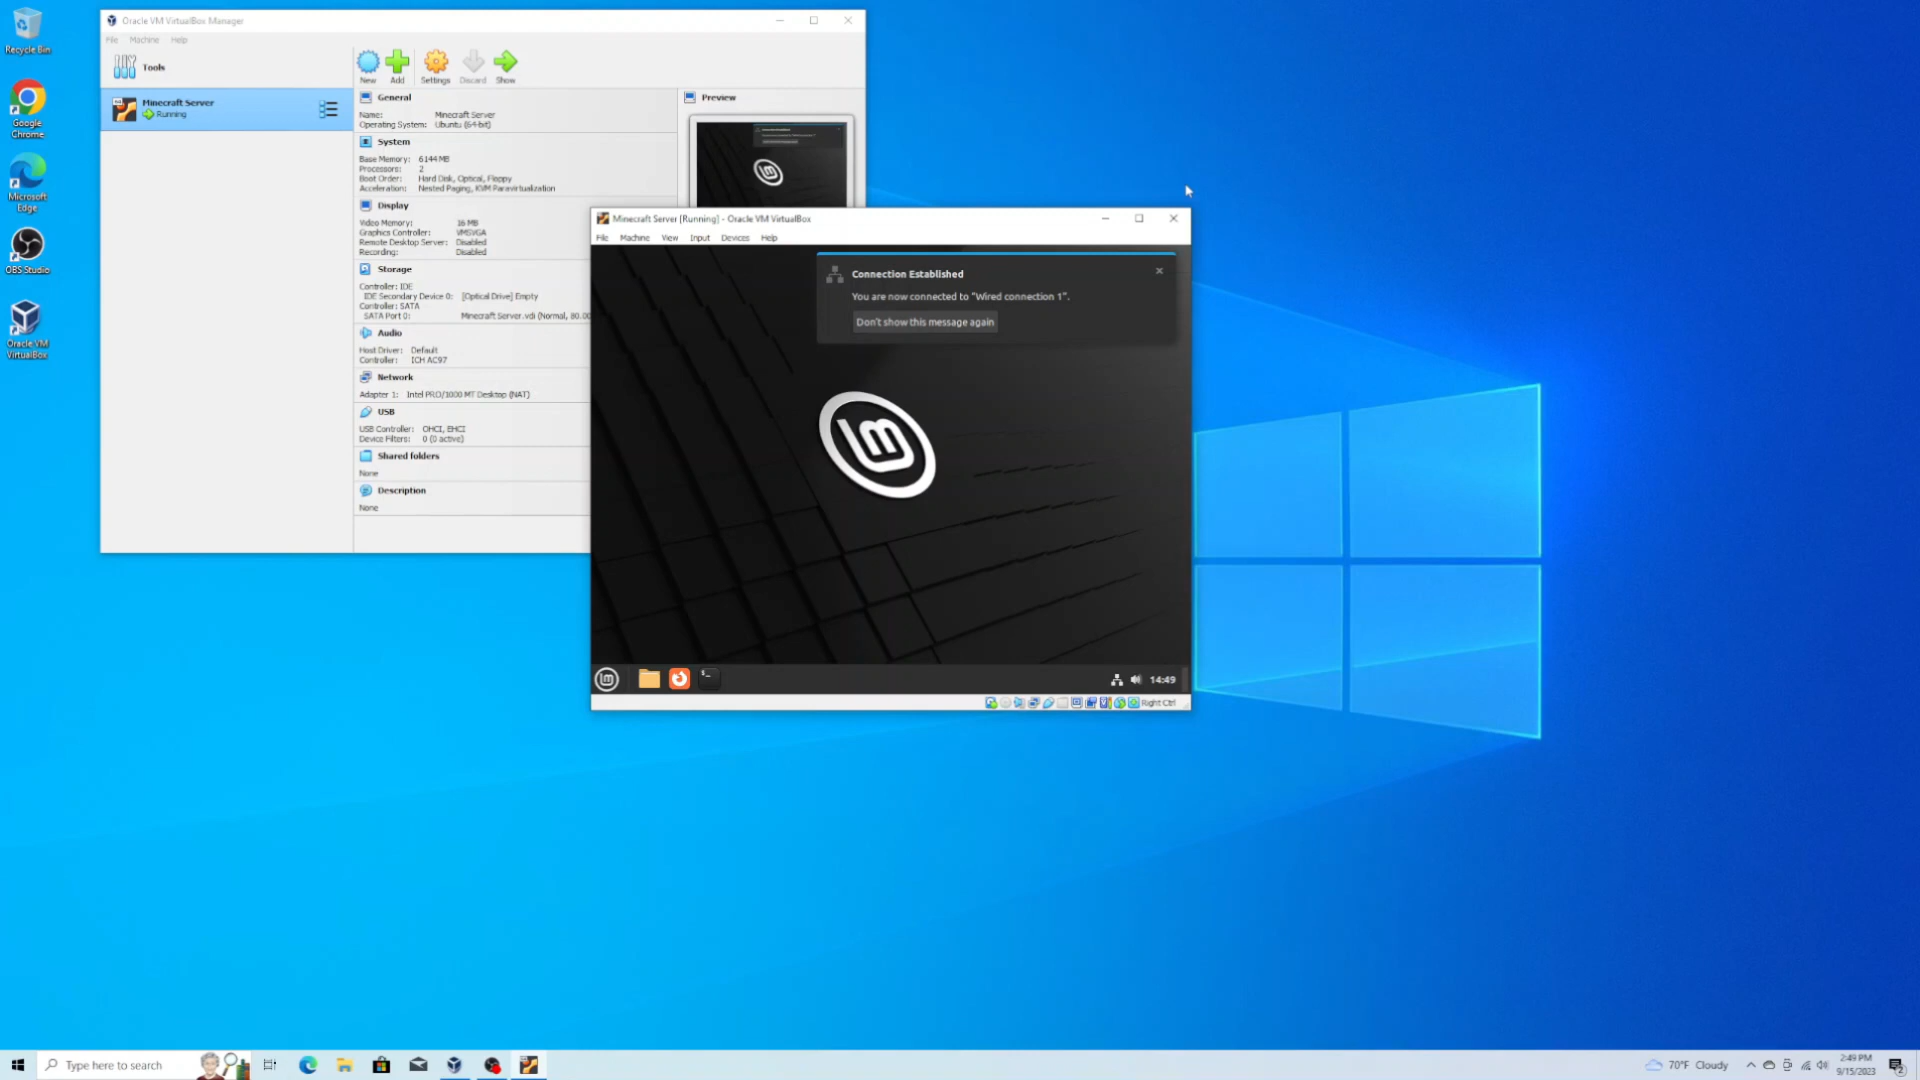 Recycle Bin
Google
Chrome
Microsoft
Edge
OBS Studio
Oracle VM
VirtualBox
Oracle VM VirtualBox Manager
File Machine Help
Tools
New Add Settings Discard Show
Minecraft Server
Running
General
Name: Minecraft Server
Operating System: Ubuntu (64-bit)
System
Base Memory: 6144 MB
Processors: 2
Boot Order: Hard Disk, Optical, Floppy
Acceleration: Nested Paging, KVM Paravirtualization
Display
Video Memory: 16 MB
Graphics Controller: VMSVGA
Remote Desktop Server: Disabled
Recording: Disabled
Storage
Controller: IDE
IDE Secondary Device 0: [Optical Drive] Empty
Controller: SATA
SATA Port 0: Minecraft Server.vdi (Normal, 80.00
Audio
Host Driver: Default
Controller: ICH AC97
Network
Adapter 1: Intel PRO/1000 MT Desktop (NAT)
USB
USB Controller: OHCI, EHCI
Device Filters: 0 (0 active)
Shared folders
None
Description
None
Preview
Minecraft Server [Running] - Oracle VM VirtualBox
File Machine View Input Devices Help
Connection Established
You are now connected to "Wired connection 1".
Don't show this message again
14:49
Right Ctrl
Type here to search
70°F Cloudy
2:49 PM
9/15/2023
2